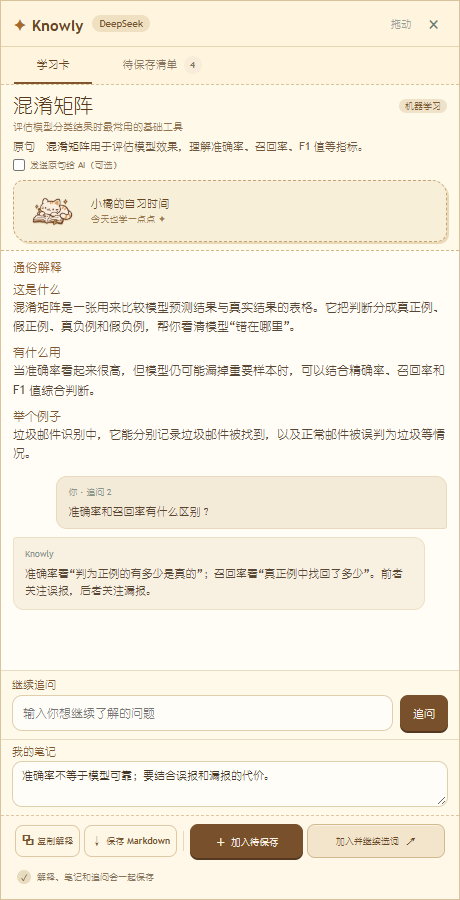 Knowly DeepSeek 拖动 ×
学习卡 待保存清单 4
混淆矩阵 机器学习
评估模型分类结果时最常用的基础工具
原句 混淆矩阵用于评估模型效果，理解准确率、召回率、F1 值等指标。
发送原句给 AI（可选）
小橘的自习时间
今天也学一点点 ✦
通俗解释
这是什么
混淆矩阵是一张用来比较模型预测结果与真实结果的表格。它把判断分成真正例、
假正例、真负例和假负例，帮你看清模型“错在哪里”。
有什么用
当准确率看起来很高，但模型仍可能漏掉重要样本时，可以结合精确率、召回率和
F1 值综合判断。
举个例子
垃圾邮件识别中，它能分别记录垃圾邮件被找到，以及正常邮件被误判为垃圾等情
况。
你 · 追问 2
准确率和召回率有什么区别？
Knowly
准确率看“判为正例的有多少是真的”；召回率看“真正例中找回了多少”。前者
关注误报，后者关注漏报。
继续追问
输入你想继续了解的问题 追问
我的笔记
准确率不等于模型可靠；要结合误报和漏报的代价。
复制解释 ↓ 保存 Markdown ＋ 加入待保存 加入并继续选词 ↗
✓ 解释、笔记和追问会一起保存